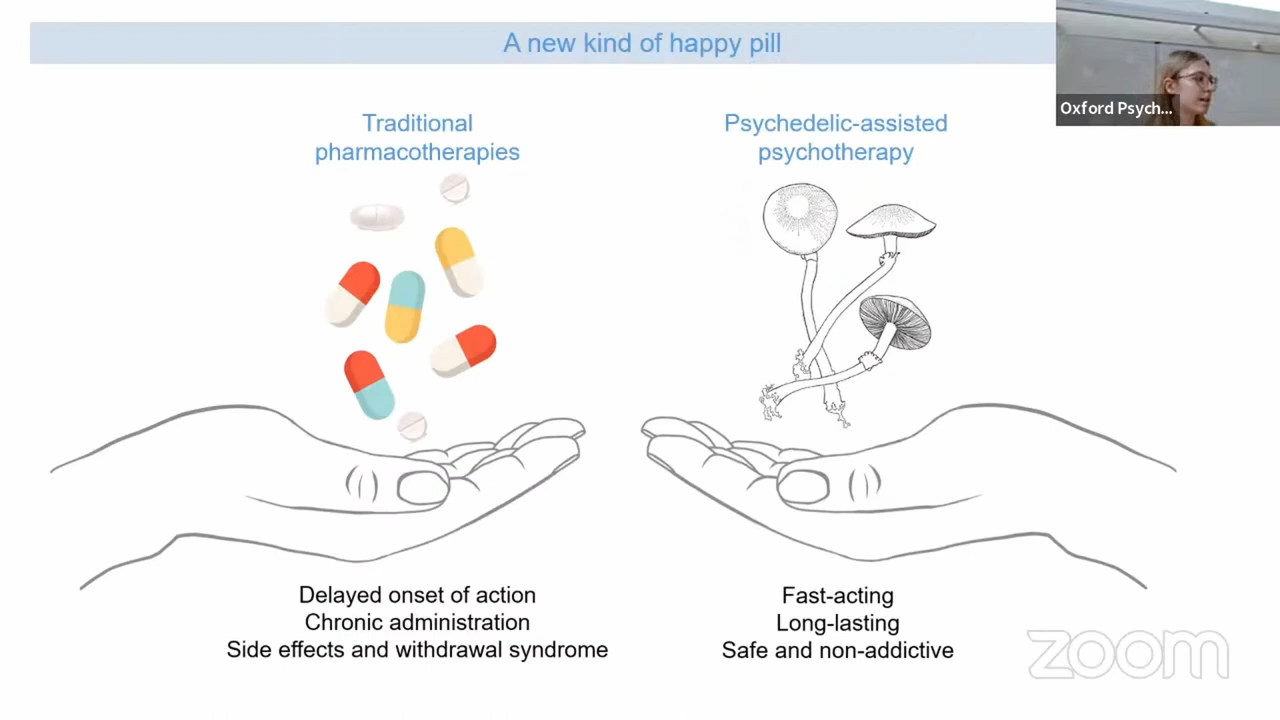 A new kind of happy pill
Oxford Psych...
Traditional
pharmacotherapies
Psychedelic-assisted
psychotherapy
Delayed onset of action
Chronic administration
Side effects and withdrawal syndrome
Fast-acting
Long-lasting
Safe and non-addictive
zoom